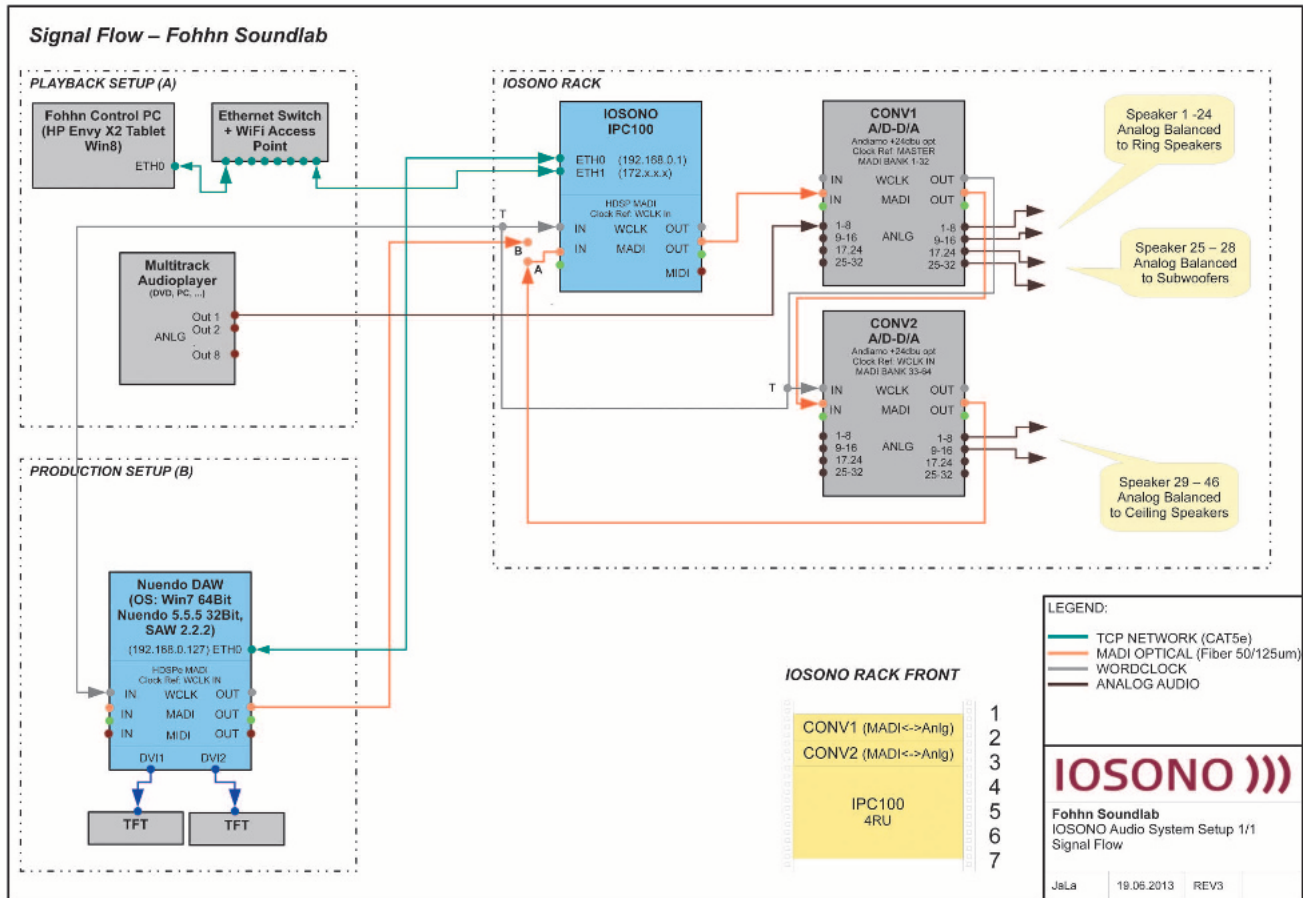 Signal Flow – Fohhn Soundlab
PLAYBACK SETUP (A)
Fohhn Control PC
(HP Envy X2 Tablet
Win8)
ETH0
Ethernet Switch
+ WiFi Access
Point
Multitrack
Audioplayer
(DVD, PC, ...)
Out 1
Out 2
ANLG
Out 8
PRODUCTION SETUP (B)
Nuendo DAW
(OS: Win7 64Bit
Nuendo 5.5.5 32Bit,
SAW 2.2.2)
(192.168.0.127) ETH0
HDSPe MADI
Clock Ref: WCLK IN
IN WCLK OUT
IN MADI OUT
IN MIDI OUT
DVI1 DVI2
TFT TFT
IOSONO RACK
IOSONO
IPC100
ETH0 (192.168.0.1)
ETH1 (172.x.x.x)
HDSP MADI
Clock Ref: WCLK In
T
IN WCLK OUT
B
IN MADI OUT
A
MIDI
CONV1
A/D-D/A
Andiamo +24dbu opt
Clock Ref: MASTER
MADI BANK 1-32
IN WCLK OUT
IN MADI OUT
1-8 1-8
9-16 ANLG 9-16
17.24 17.24
25-32 25-32
CONV2
A/D-D/A
Andiamo +24dbu opt
Clock Ref: WCLK IN
MADI BANK 33-64
T
IN WCLK OUT
IN MADI OUT
1-8 1-8
9-16 ANLG 9-16
17.24 17.24
25-32 25-32
Speaker 1 -24
Analog Balanced
to Ring Speakers
Speaker 25 – 28
Analog Balanced
to Subwoofers
Speaker 29 – 46
Analog Balanced
to Ceiling Speakers
IOSONO RACK FRONT
CONV1 (MADI<->Anlg)
CONV2 (MADI<->Anlg)
IPC100
4RU
1
2
3
4
5
6
7
LEGEND:
TCP NETWORK (CAT5e)
MADI OPTICAL (Fiber 50/125um)
WORDCLOCK
ANALOG AUDIO
IOSONO )))
Fohhn Soundlab
IOSONO Audio System Setup 1/1
Signal Flow
JaLa 19.06.2013 REV3